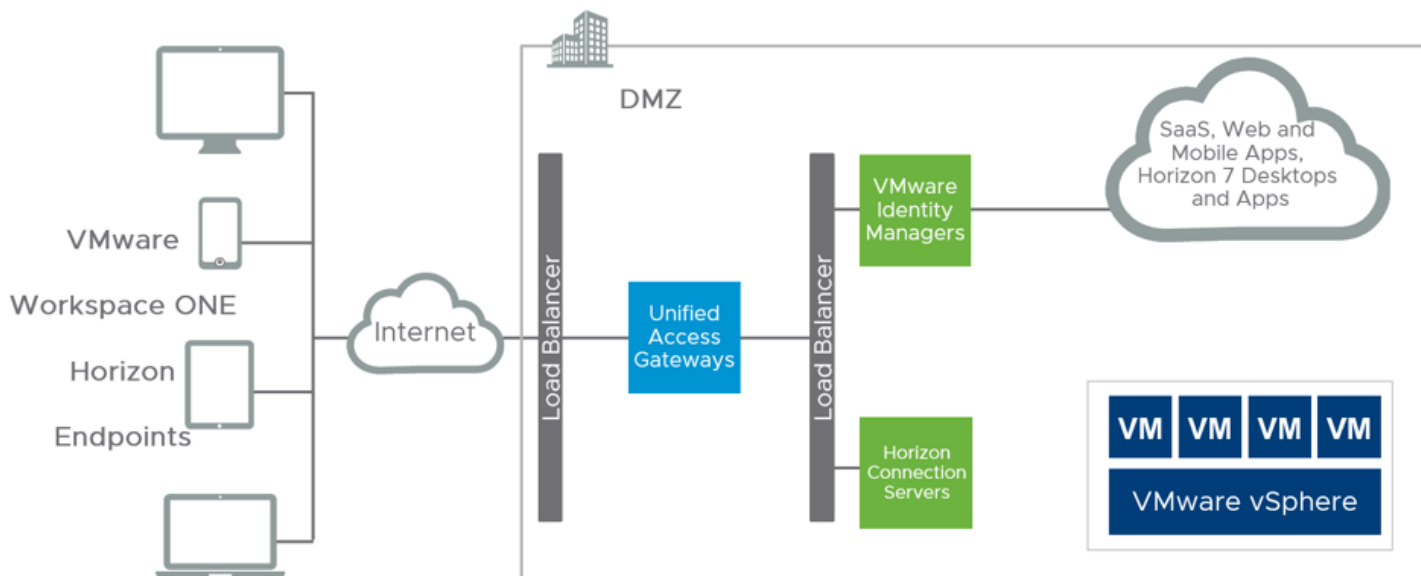 DMZ
VMware
Workspace ONE
Horizon
Endpoints
Internet
Load Balancer
Unified
Access
Gateways
Load Balancer
VMware
Identity
Managers
SaaS, Web and
Mobile Apps,
Horizon 7 Desktops
and Apps
Horizon
Connection
Servers
VM VM VM VM
VMware vSphere